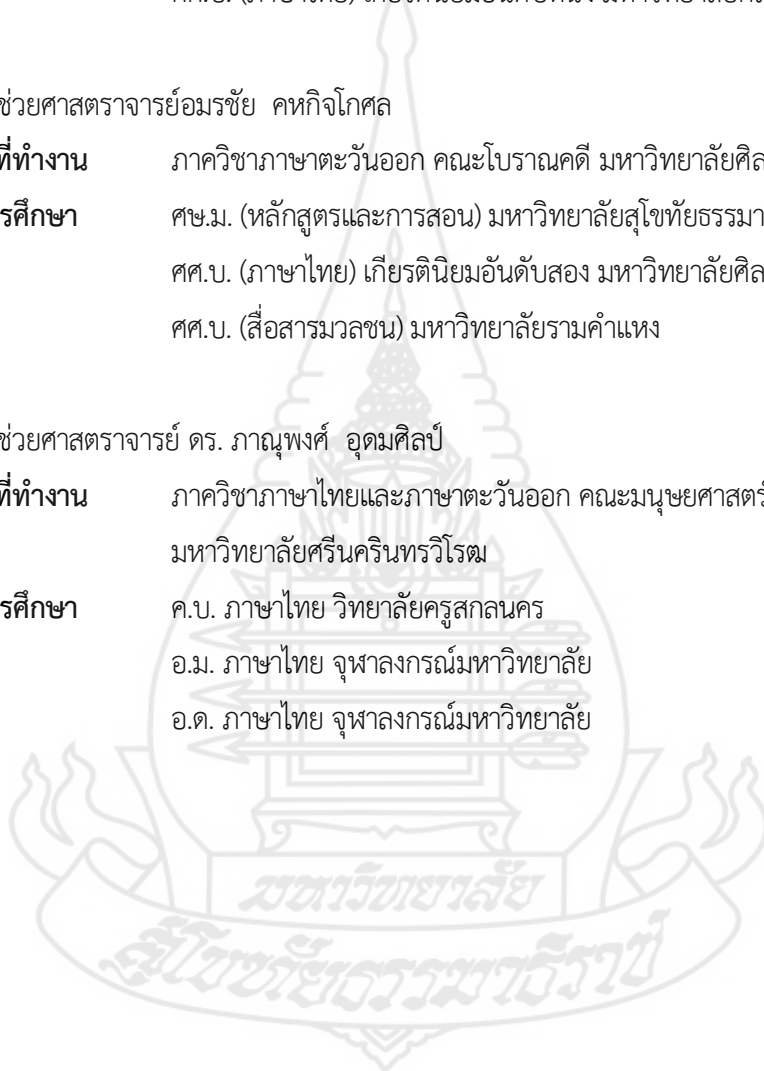 ช่วยศาสตราจารย์อมรชัย คหกิจโกศล
ที่ทำงาน ภาควิชาภาษาตะวันออก คณะโบราณคดี มหาวิทยาลัยศิล
รศึกษา ศษ.ม. (หลักสูตรและการสอน) มหาวิทยาลัยสุโขทัยธรรมา
ศศ.บ. (ภาษาไทย) เกียรตินิยมอันดับสอง มหาวิทยาลัยศิล
ศศ.บ. (สื่อสารมวลชน) มหาวิทยาลัยรามคำแหง
ช่วยศาสตราจารย์ ดร. ภาณุพงศ์ อุดมศิลป์
ที่ทำงาน ภาควิชาภาษาไทยและภาษาตะวันออก คณะมนุษยศาสตร์
มหาวิทยาลัยศรีนครินทรวิโรฒ
รศึกษา ค.บ. ภาษาไทย วิทยาลัยครูสกลนคร
อ.ม. ภาษาไทย จุฬาลงกรณ์มหาวิทยาลัย
อ.ด. ภาษาไทย จุฬาลงกรณ์มหาวิทยาลัย
มหาวิทยาลัย
สุโขทัยธรรมาธิราช